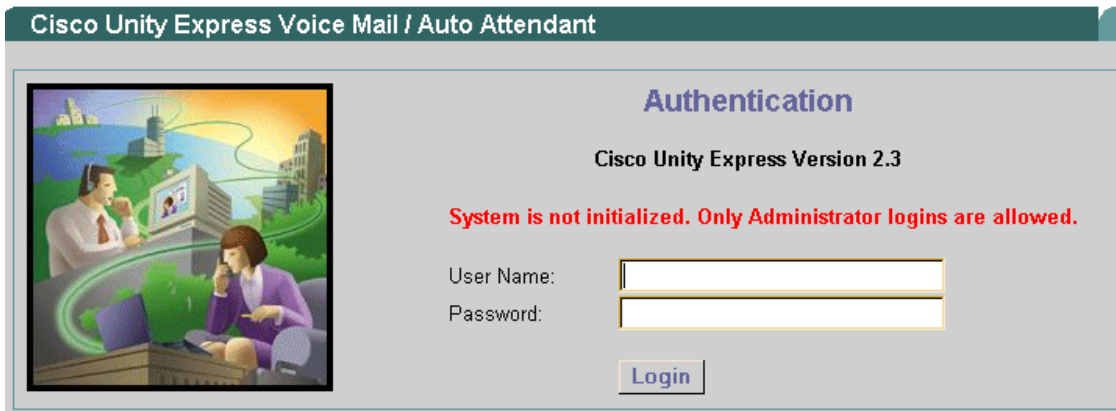 Cisco Unity Express Voice Mail / Auto Attendant
Authentication
Cisco Unity Express Version 2.3
System is not initialized. Only Administrator logins are allowed.
User Name:
Password:
Login